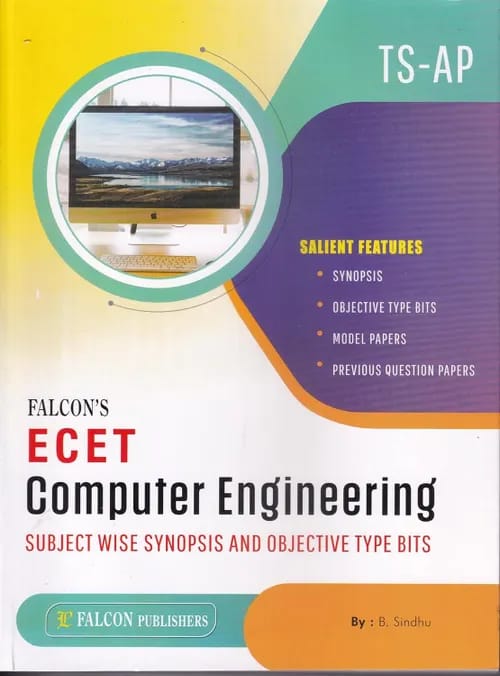 TS-AP
SALIENT FEATURES
• SYNOPSIS
• OBJECTIVE TYPE BITS
• MODEL PAPERS
• PREVIOUS QUESTION PAPERS
FALCON'S
ECET
Computer Engineering
SUBJECT WISE SYNOPSIS AND OBJECTIVE TYPE BITS
FALCON PUBLISHERS
By : B. Sindhu